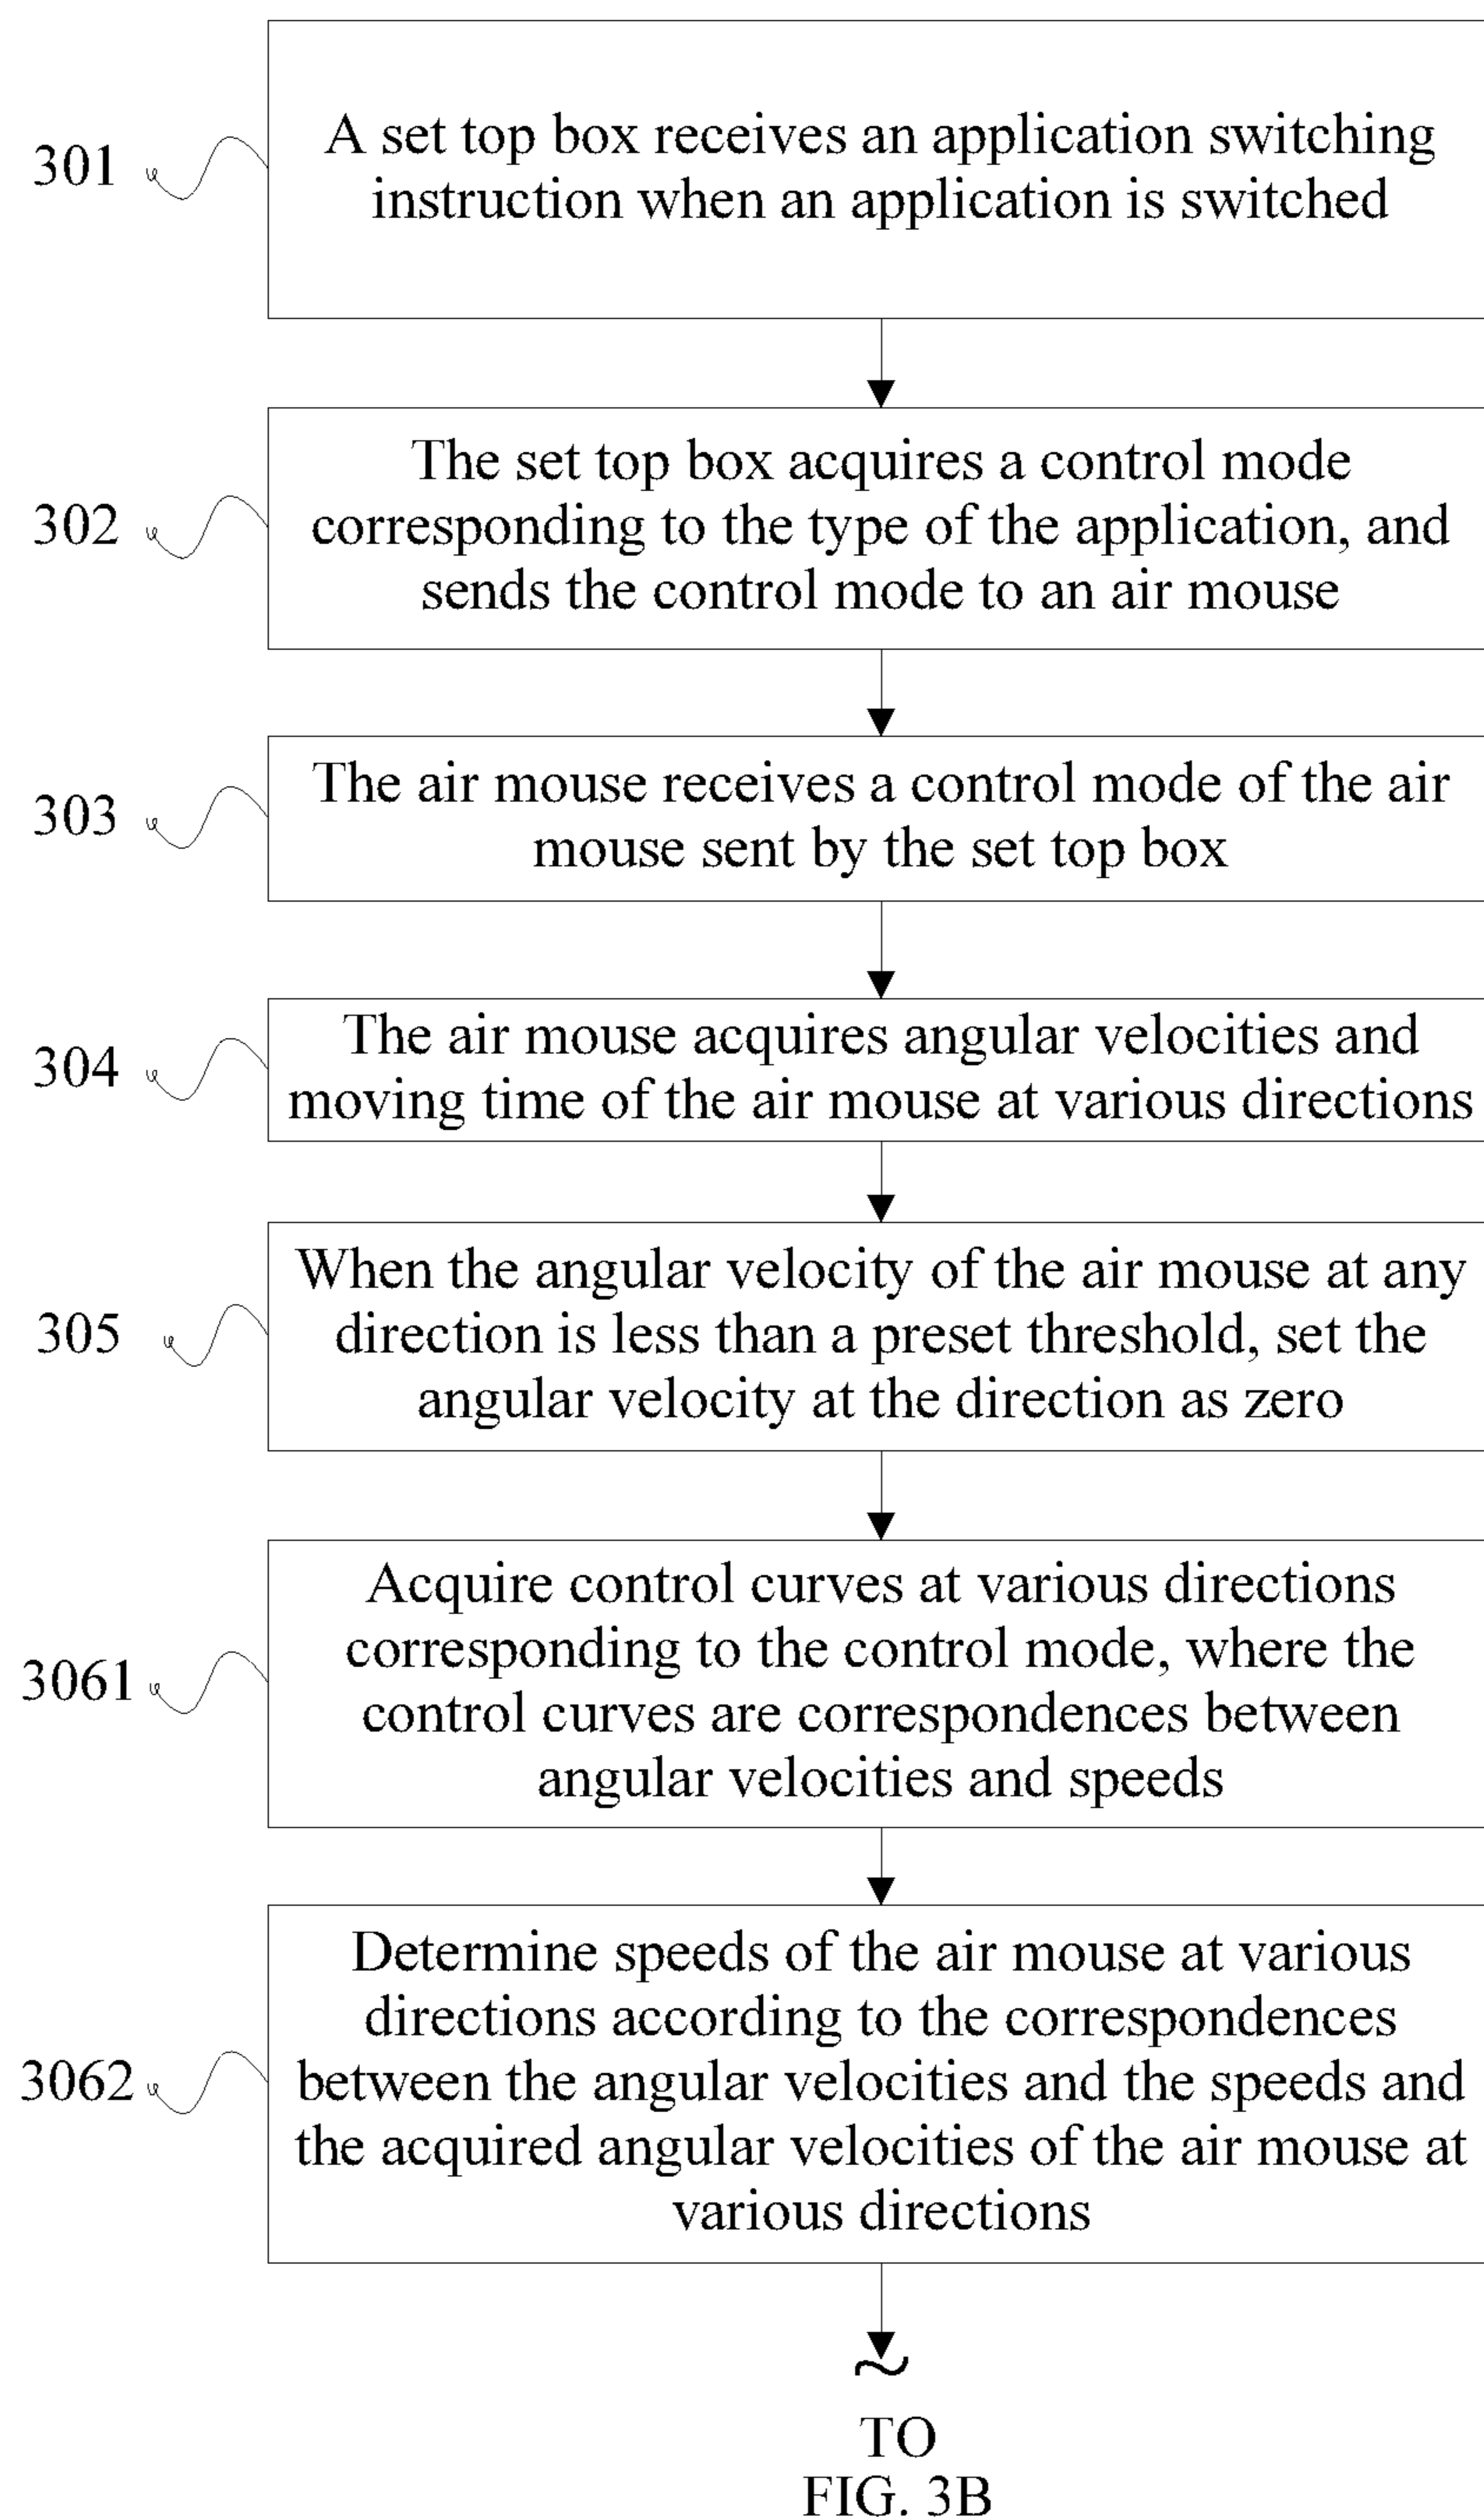 301
A set top box receives an application switching
instruction when an application is switched
302
The set top box acquires a control mode
corresponding to the type of the application, and
sends the control mode to an air mouse
303
The air mouse receives a control mode of the air
mouse sent by the set top box
304
The air mouse acquires angular velocities and
moving time of the air mouse at various directions
305
When the angular velocity of the air mouse at any
direction is less than a preset threshold, set the
angular velocity at the direction as zero
3061
Acquire control curves at various directions
corresponding to the control mode, where the
control curves are correspondences between
angular velocities and speeds
3062
Determine speeds of the air mouse at various
directions according to the correspondences
between the angular velocities and the speeds and
the acquired angular velocities of the air mouse at
various directions
~
TO
FIG. 3B